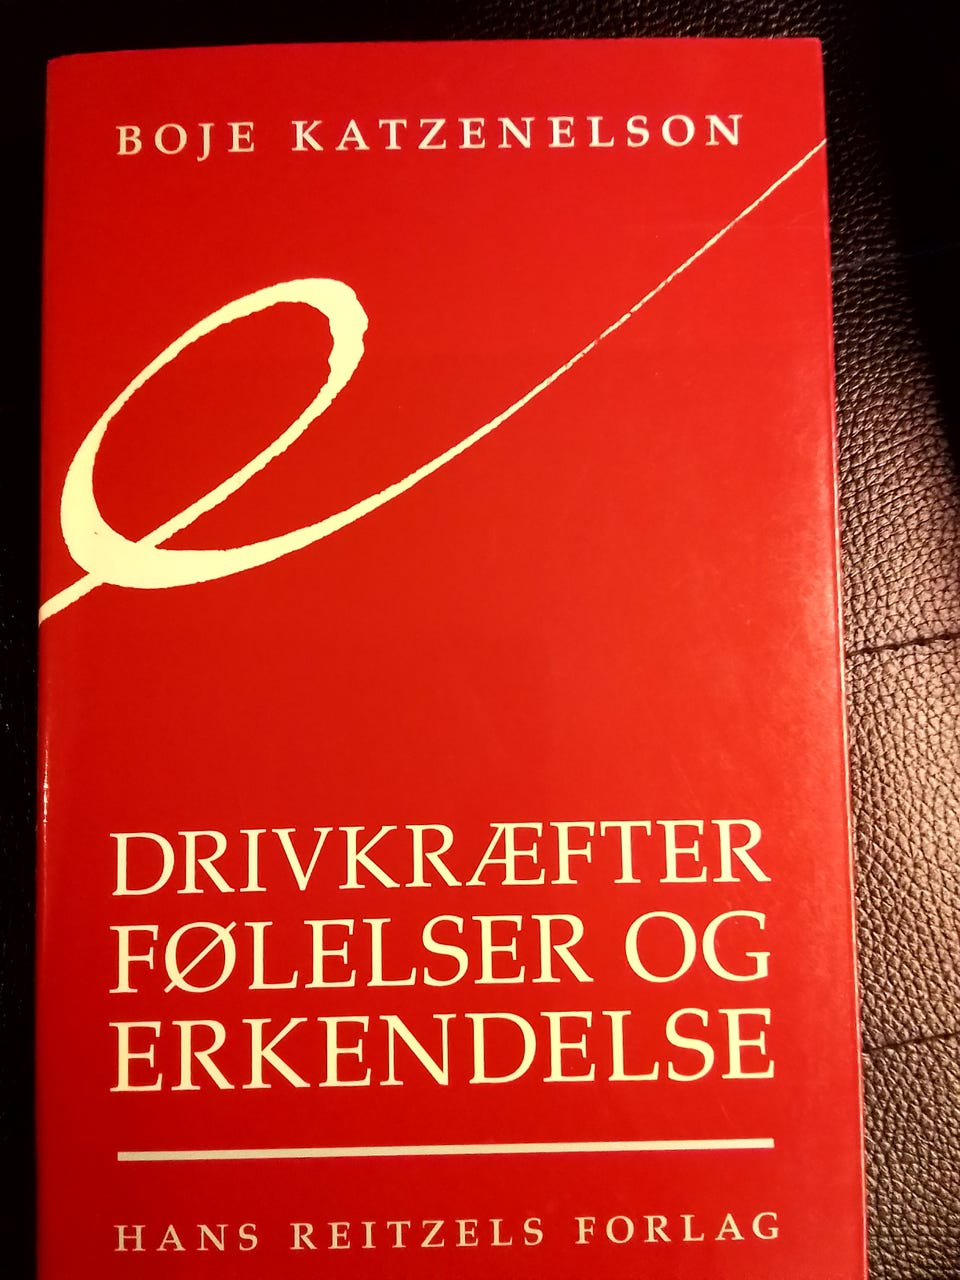 BOJE KATZENELSON
e
DRIVKRÆFTER
FØLELSER OG
ERKENDELSE
HANS REITZELS FORLAG